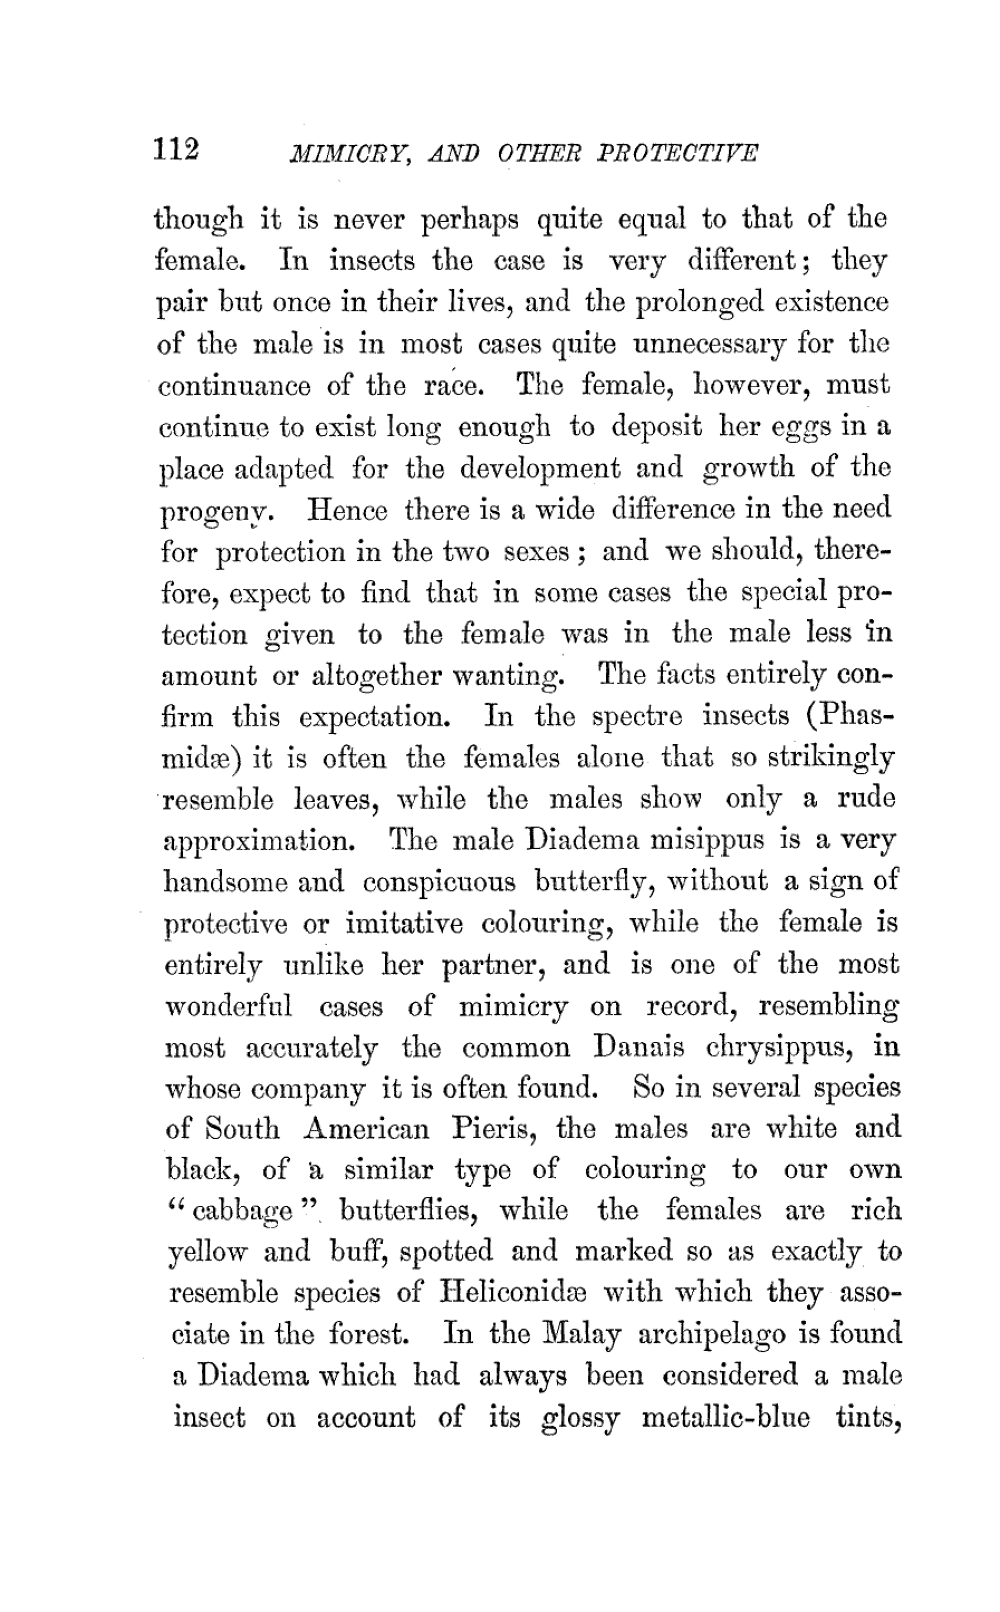 112 MIMICRY, AND OTHER PROTECTIVE
though it is never perhaps quite equal to that of the
female. In insects the case is very different; they
pair but once in their lives, and the prolonged existence
of the male is in most cases quite unnecessary for the
continuance of the race. The female, however, must
continue to exist long enough to deposit her eggs in a
place adapted for the development and growth of the
progeny. Hence there is a wide difference in the need
for protection in the two sexes; and we should, there-
fore, expect to find that in some cases the special pro-
tection given to the female was in the male less in
amount or altogether wanting. The facts entirely con-
firm this expectation. In the spectre insects (Phas-
midæ) it is often the females alone that so strikingly
resemble leaves, while the males show only a rude
approximation. The male Diadema misippus is a very
handsome and conspicuous butterfly, without a sign of
protective or imitative colouring, while the female is
entirely unlike her partner, and is one of the most
wonderful cases of mimicry on record, resembling
most accurately the common Danais chrysippus, in
whose company it is often found. So in several species
of South American Pieris, the males are white and
black, of a similar type of colouring to our own
“cabbage” butterflies, while the females are rich
yellow and buff, spotted and marked so as exactly to
resemble species of Heliconidæ with which they asso-
ciate in the forest. In the Malay archipelago is found
a Diadema which had always been considered a male
insect on account of its glossy metallic-blue tints,